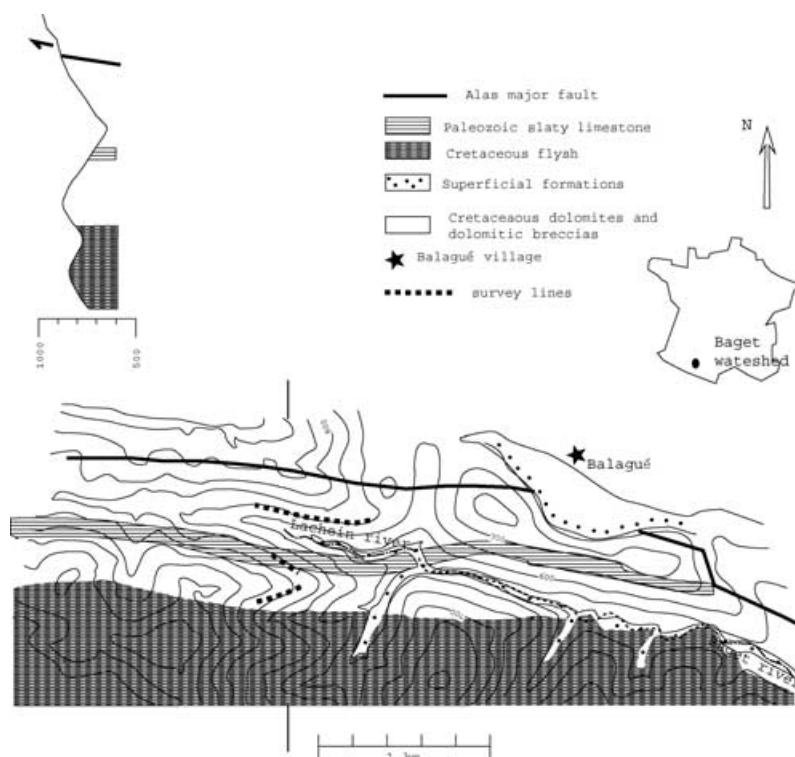 Alas major fault
Paleozoic slaty limestone
Cretaceous flysh
Superficial formations
Cretaceaous dolomites and
dolomitic breccias
Balagué village
survey lines
N
Baget
wateshed
1000
500
Balagué
Lachein river
1 km